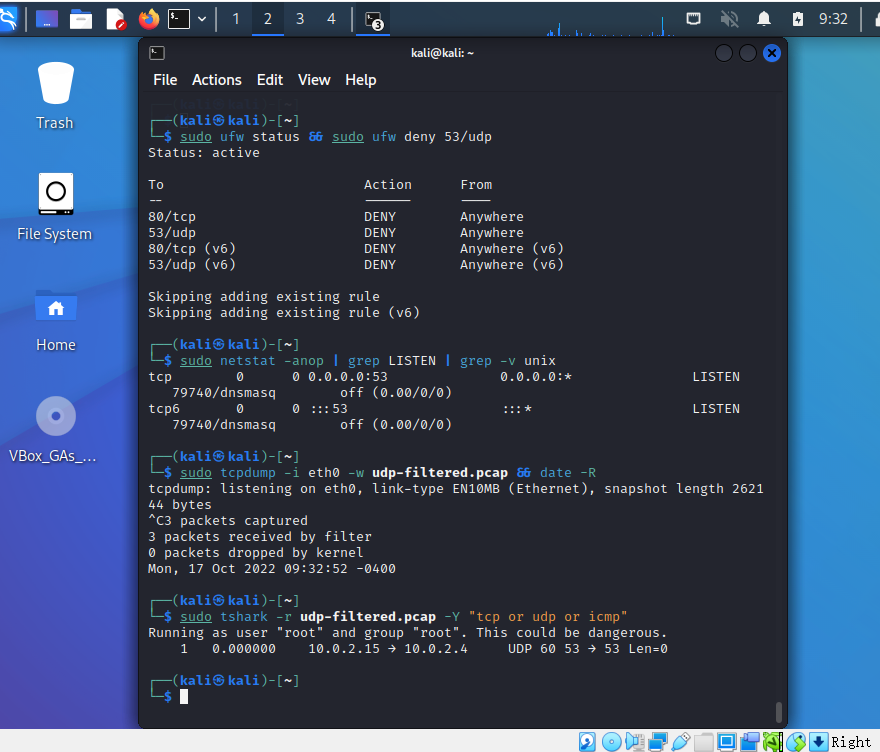 1 2 3 4 3 9:32
kali@kali: ~
File Actions Edit View Help
Trash
File System
Home
VBox_GAs_...
┌──(kali㉿kali)-[~]
└─$ sudo ufw status && sudo ufw deny 53/udp
Status: active
To Action From
-- ------ ----
80/tcp DENY Anywhere
53/udp DENY Anywhere
80/tcp (v6) DENY Anywhere (v6)
53/udp (v6) DENY Anywhere (v6)
Skipping adding existing rule
Skipping adding existing rule (v6)
┌──(kali㉿kali)-[~]
└─$ sudo netstat -anop | grep LISTEN | grep -v unix
tcp 0 0 0.0.0.0:53 0.0.0.0:* LISTEN
79740/dnsmasq off (0.00/0/0)
tcp6 0 0 :::53 :::* LISTEN
79740/dnsmasq off (0.00/0/0)
┌──(kali㉿kali)-[~]
└─$ sudo tcpdump -i eth0 -w udp-filtered.pcap && date -R
tcpdump: listening on eth0, link-type EN10MB (Ethernet), snapshot length 2621
44 bytes
^C3 packets captured
3 packets received by filter
0 packets dropped by kernel
Mon, 17 Oct 2022 09:32:52 -0400
┌──(kali㉿kali)-[~]
└─$ sudo tshark -r udp-filtered.pcap -Y "tcp or udp or icmp"
Running as user "root" and group "root". This could be dangerous.
1 0.000000 10.0.2.15 → 10.0.2.4 UDP 60 53 → 53 Len=0
┌──(kali㉿kali)-[~]
└─$
Right